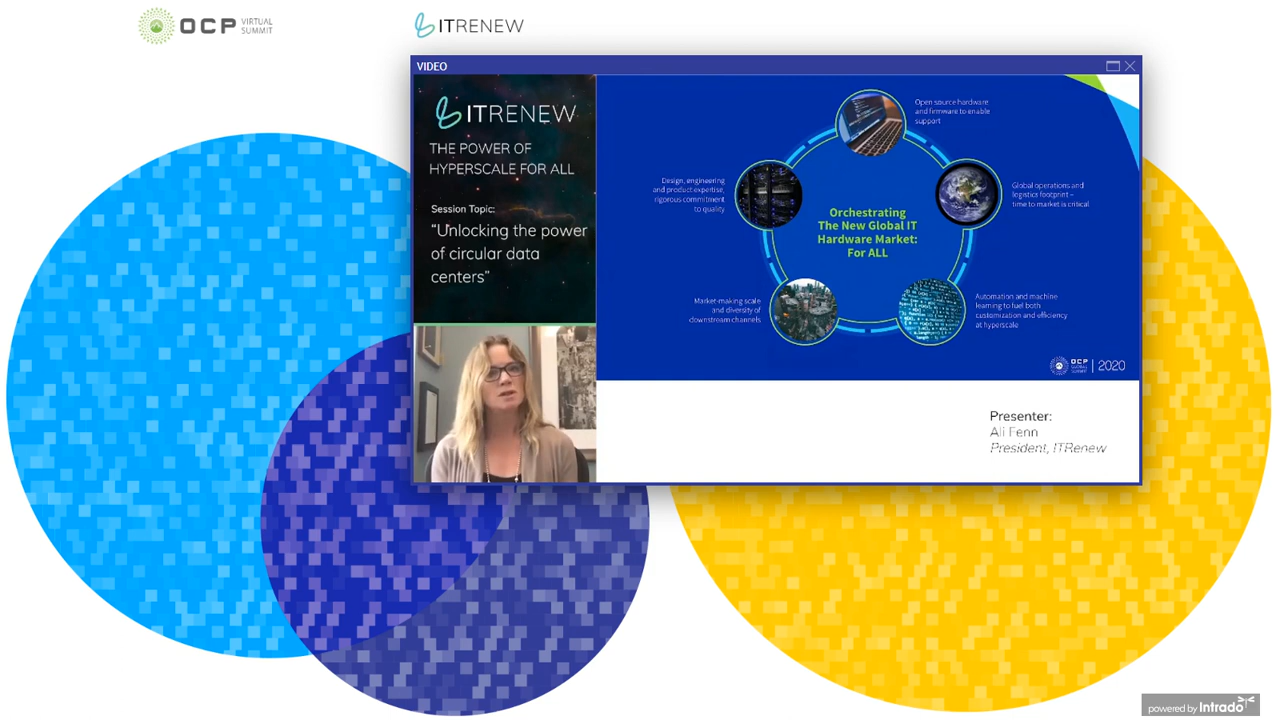 OCP VIRTUAL
SUMMIT
ITRENEW
VIDEO
ITRENEW
THE POWER OF
HYPERSCALE FOR ALL
Session Topic:
"Unlocking the power
of circular data
centers"
Open source hardware
and firmware to enable
support
Design, engineering
and product expertise,
rigorous commitment
to quality
Global operations and
logistics footprint –
time to market is critical
Orchestrating
The New Global IT
Hardware Market:
For ALL
Market-making scale
and diversity of
downstream channels
Automation and machine
learning to fuel both
customization and efficiency
at hyperscale
OCP
GLOBAL
SUMMIT
2020
Presenter:
Ali Fenn
President, ITRenew
powered by Intrado